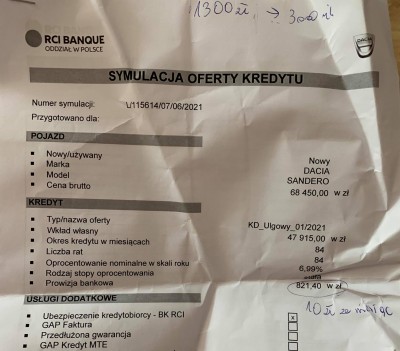 1300 zł → 3000 zł
RCI BANQUE
ODDZIAŁ W POLSCE
DACIA
SYMULACJA OFERTY KREDYTU
Numer symulacji: L/115614/07/06/2021
Przygotowano dla:
POJAZD
Nowy/używany Nowy
Marka DACIA
Model SANDERO
Cena brutto 68 450,00 w zł
KREDYT
Typ/nazwa oferty KD_Ulgowy_01/2021
Wkład własny 47 915,00 w zł
Okres kredytu w miesiącach 84
Liczba rat 84
Oprocentowanie nominalne w skali roku 6,99%
Rodzaj stopy oprocentowania stała
Prowizja bankowa 821,40 w zł
10 zł za miesiąc
USŁUGI DODATKOWE
Ubezpieczenie kredytobiorcy - BK RCI x
GAP Faktura
Przedłużona gwarancja
GAP Kredyt MTE